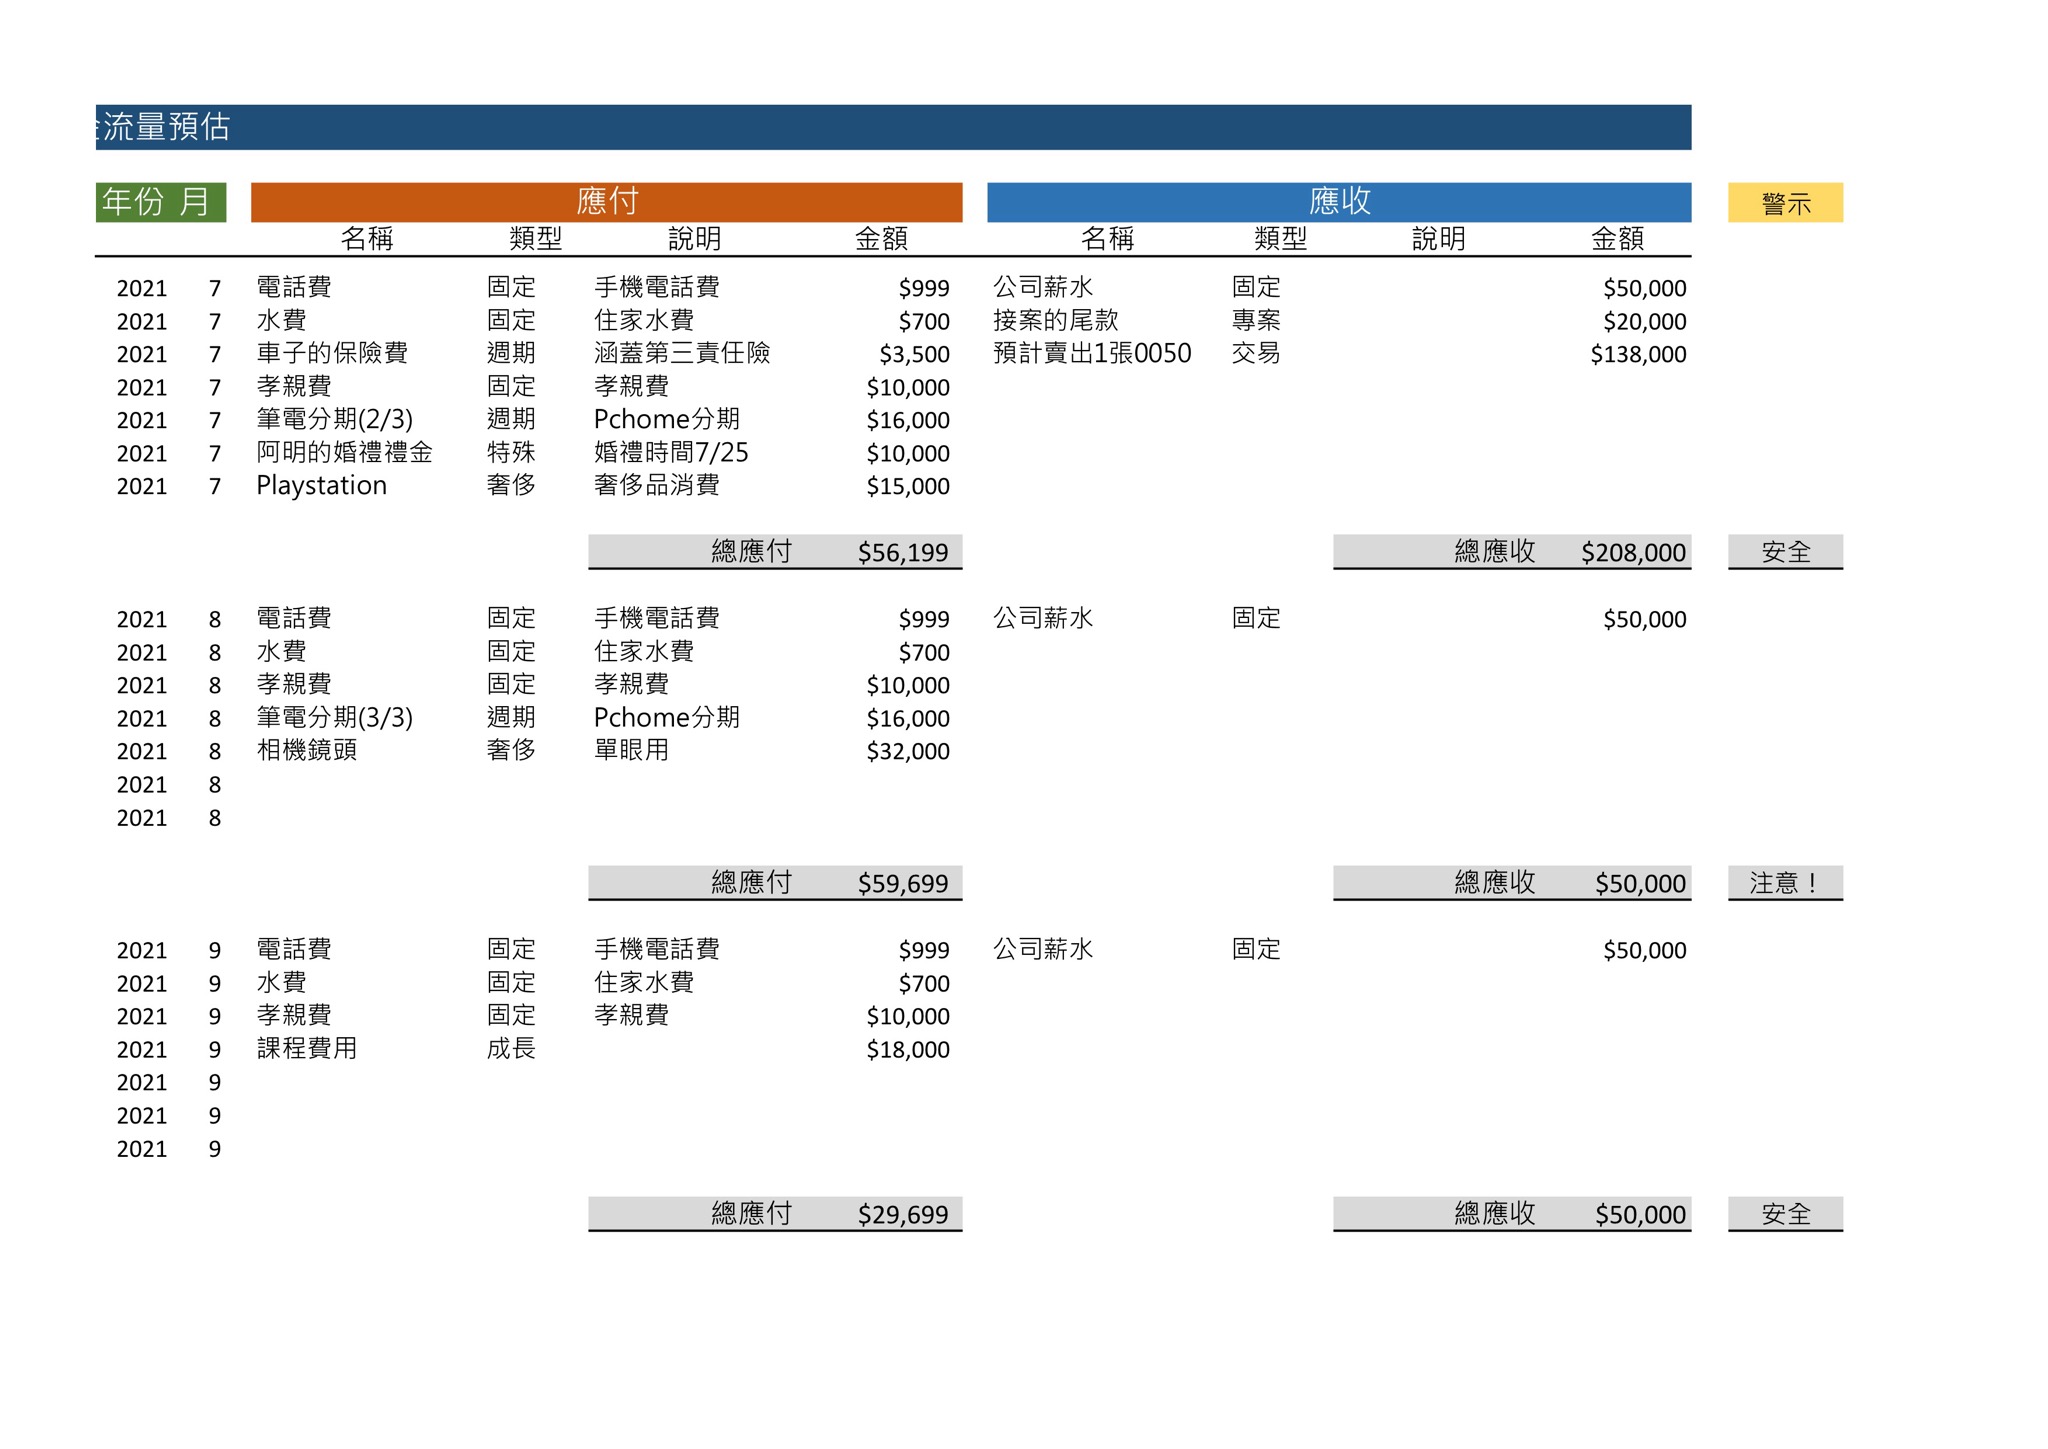 流量預估
年份 月 應付 應收 警示
名稱 類型 說明 金額 名稱 類型 說明 金額
2021 7 電話費 固定 手機電話費 $999 公司薪水 固定 $50,000
2021 7 水費 固定 住家水費 $700 接案的尾款 專案 $20,000
2021 7 車子的保險費 週期 涵蓋第三責任險 $3,500 預計賣出1張0050 交易 $138,000
2021 7 孝親費 固定 孝親費 $10,000
2021 7 筆電分期(2/3) 週期 Pchome分期 $16,000
2021 7 阿明的婚禮禮金 特殊 婚禮時間7/25 $10,000
2021 7 Playstation 奢侈 奢侈品消費 $15,000
總應付 $56,199 總應收 $208,000 安全
2021 8 電話費 固定 手機電話費 $999 公司薪水 固定 $50,000
2021 8 水費 固定 住家水費 $700
2021 8 孝親費 固定 孝親費 $10,000
2021 8 筆電分期(3/3) 週期 Pchome分期 $16,000
2021 8 相機鏡頭 奢侈 單眼用 $32,000
2021 8
2021 8
總應付 $59,699 總應收 $50,000 注意！
2021 9 電話費 固定 手機電話費 $999 公司薪水 固定 $50,000
2021 9 水費 固定 住家水費 $700
2021 9 孝親費 固定 孝親費 $10,000
2021 9 課程費用 成長 $18,000
2021 9
2021 9
2021 9
總應付 $29,699 總應收 $50,000 安全